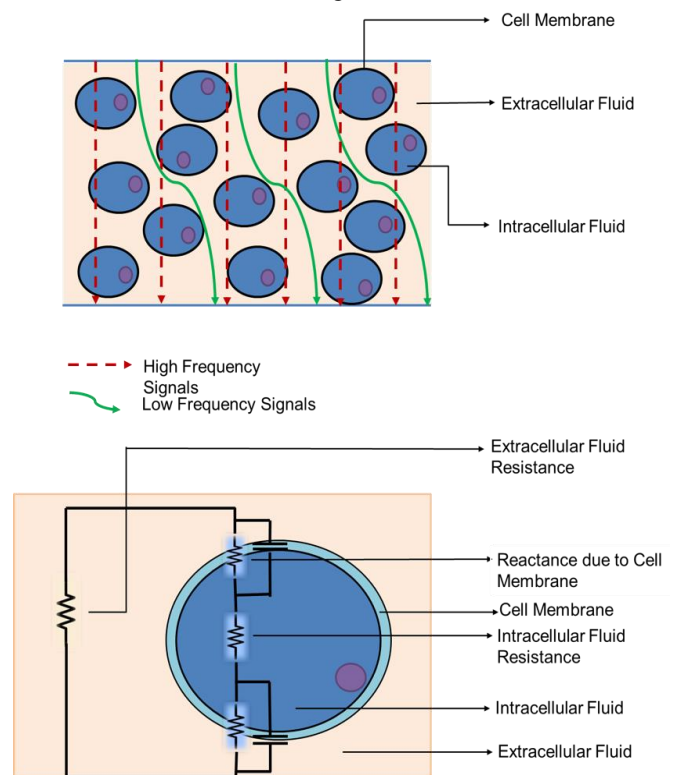 Cell Membrane
Extracellular Fluid
Intracellular Fluid
High Frequency
Signals
Low Frequency Signals
Extracellular Fluid
Resistance
Reactance due to Cell
Membrane
Cell Membrane
Intracellular Fluid
Resistance
Intracellular Fluid
Extracellular Fluid